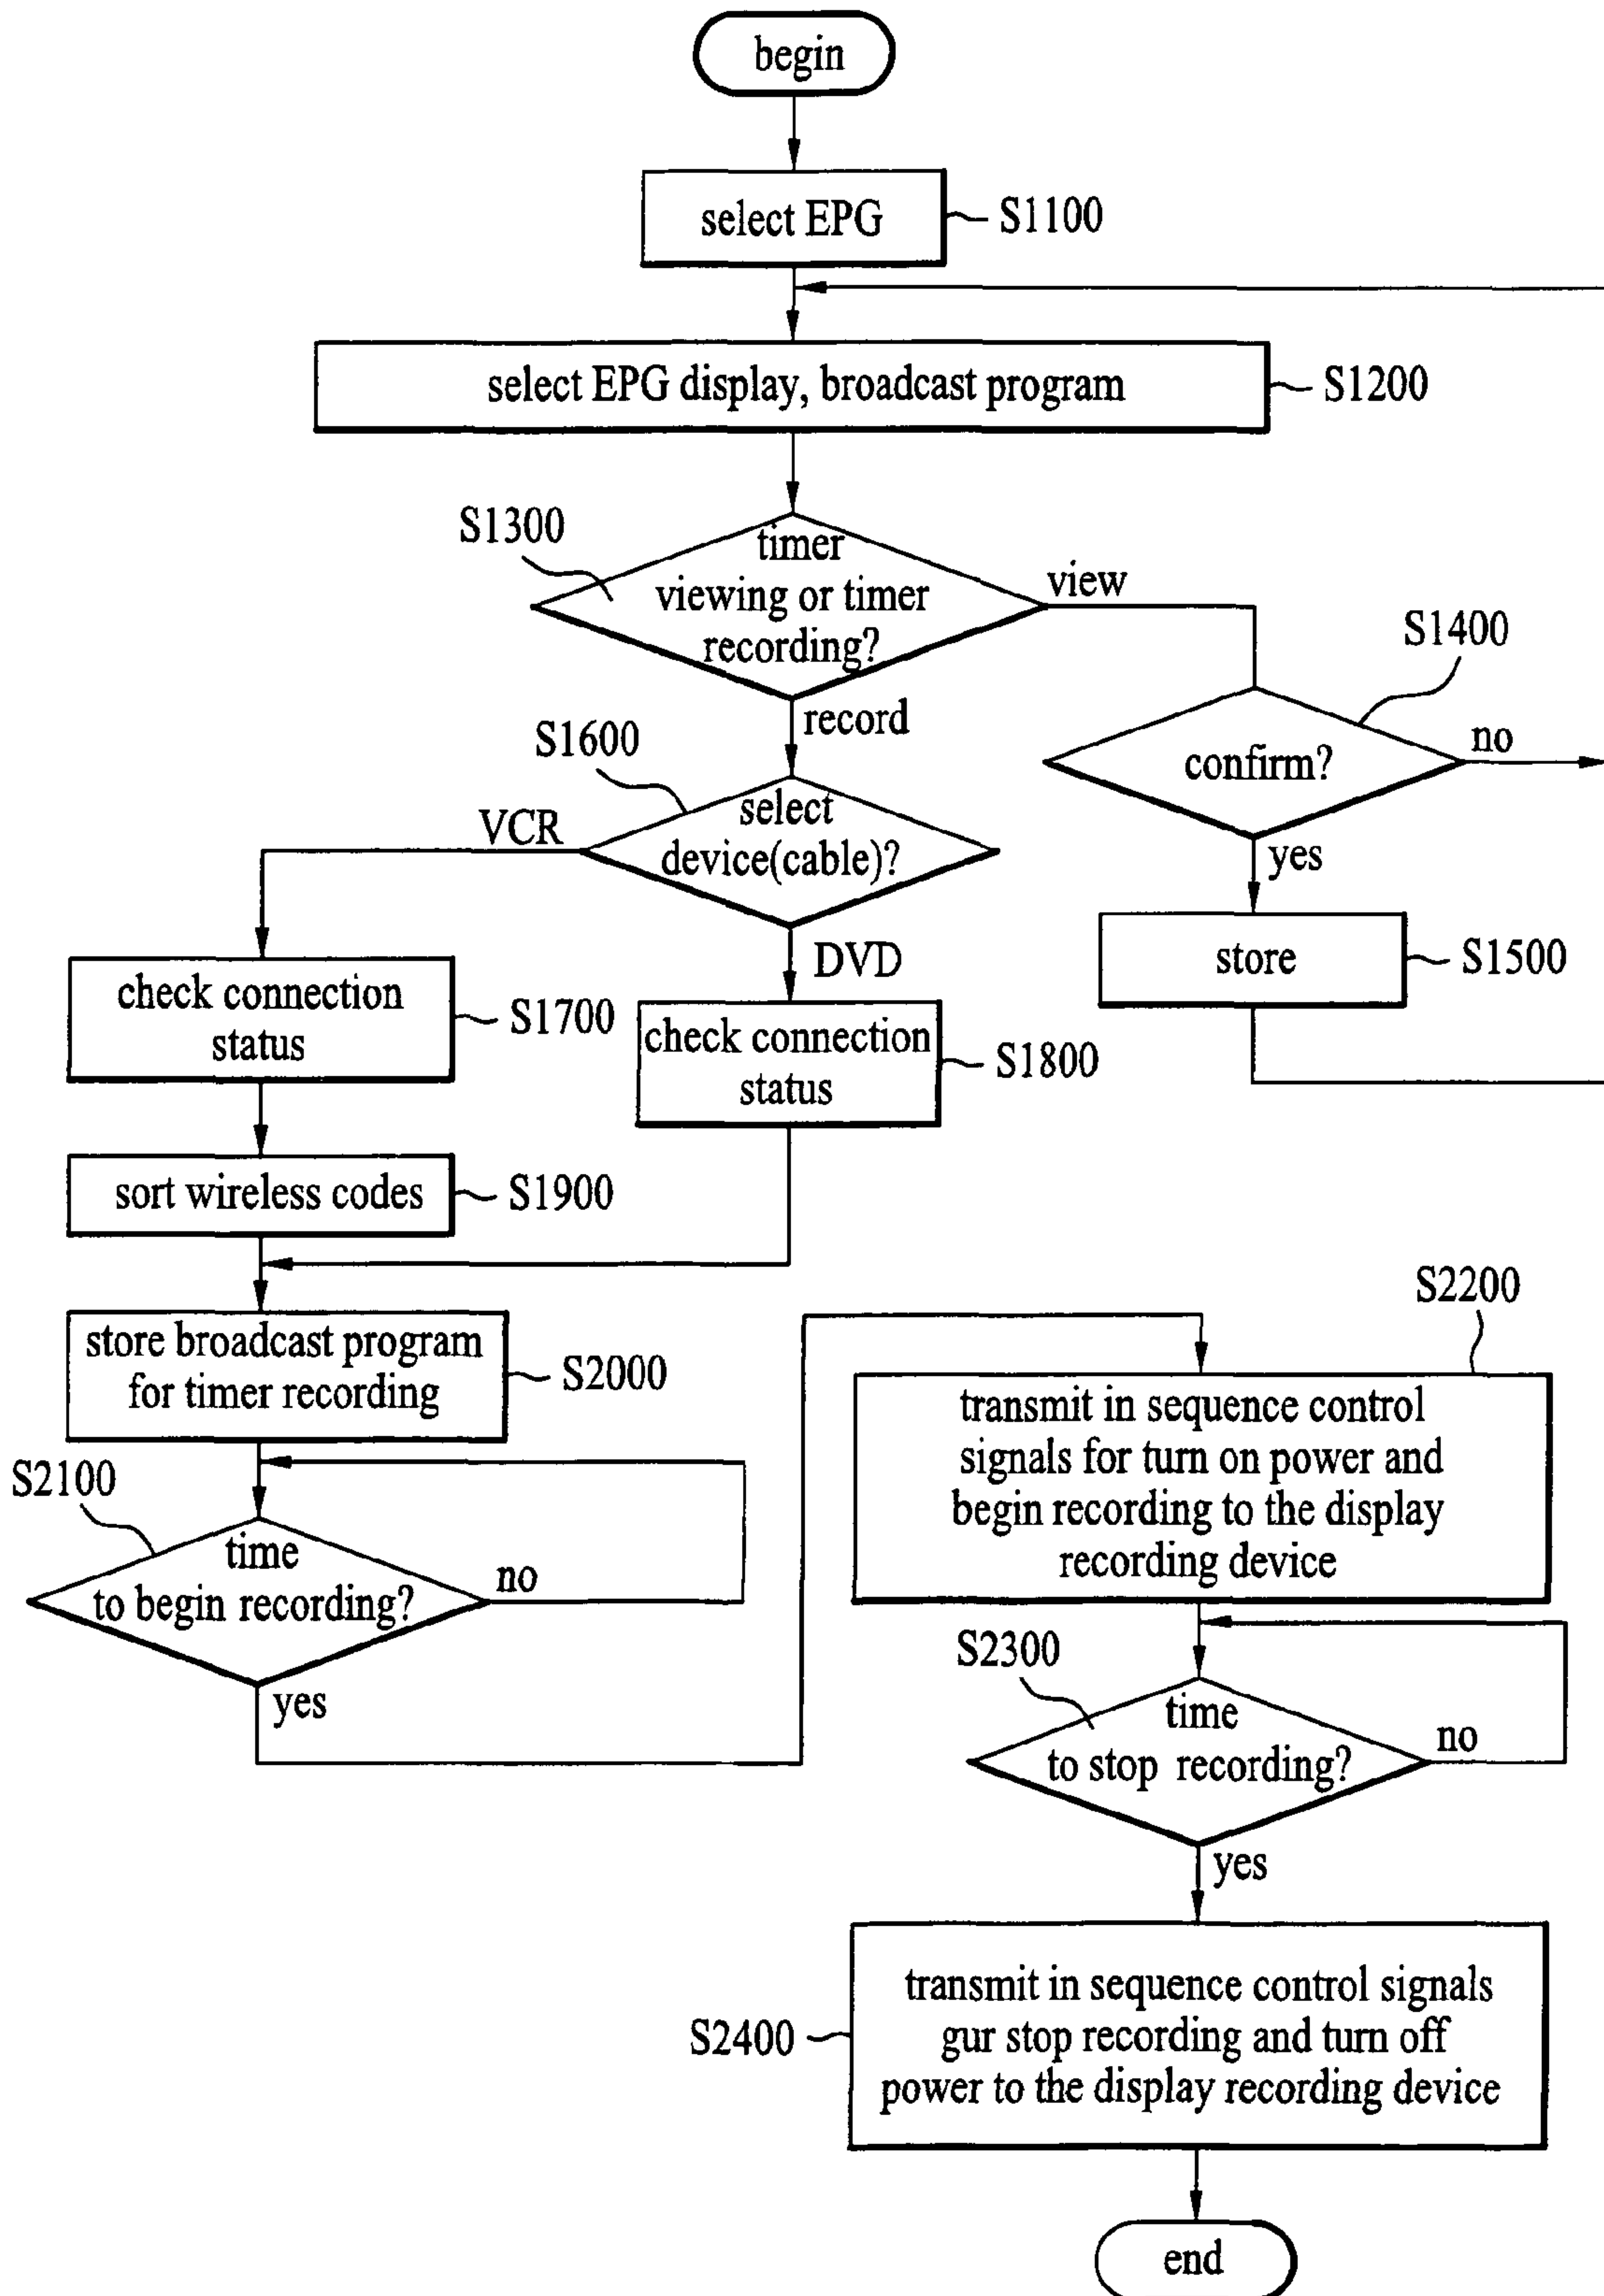 begin
select EPG
S1100
select EPG display, broadcast program
S1200
S1300
timer
viewing or timer
recording?
view
record
S1400
confirm?
no
yes
store
S1500
S1600
select
device(cable)?
VCR
DVD
check connection
status
S1700
check connection
status
S1800
sort wireless codes
S1900
store broadcast program
for timer recording
S2000
S2100
time
to begin recording?
no
yes
S2200
transmit in sequence control
signals for turn on power and
begin recording to the display
recording device
S2300
time
to stop recording?
no
yes
S2400
transmit in sequence control signals
gur stop recording and turn off
power to the display recording device
end